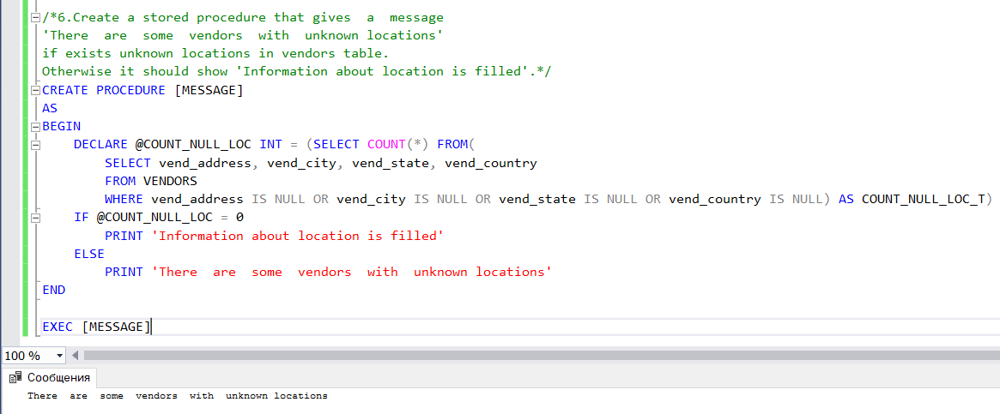 /*6.Create a stored procedure that gives  a  message
'There  are  some  vendors  with  unknown locations'
if exists unknown locations in vendors table.
Otherwise it should show 'Information about location is filled'.*/
CREATE PROCEDURE [MESSAGE]
AS
BEGIN
    DECLARE @COUNT_NULL_LOC INT = (SELECT COUNT(*) FROM(
        SELECT vend_address, vend_city, vend_state, vend_country
        FROM VENDORS
        WHERE vend_address IS NULL OR vend_city IS NULL OR vend_state IS NULL OR vend_country IS NULL) AS COUNT_NULL_LOC_T)
    IF @COUNT_NULL_LOC = 0
        PRINT 'Information about location is filled'
    ELSE
        PRINT 'There  are  some  vendors  with  unknown locations'
END
EXEC [MESSAGE]
100 %
Сообщения
There  are  some  vendors  with  unknown locations